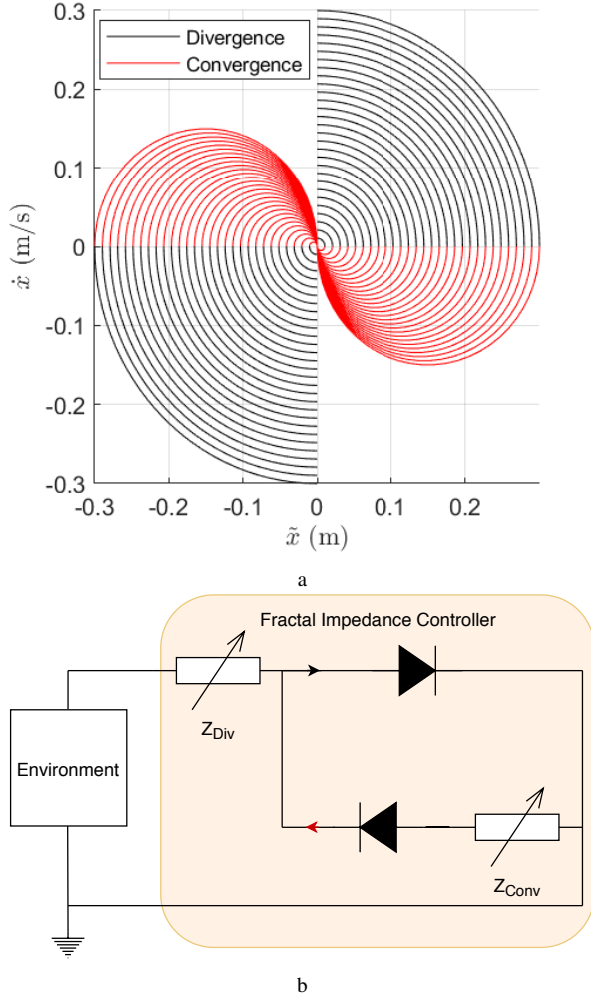 0.3
Divergence
Convergence
0.2
0.1
0
-0.1
-0.2
-0.3
ẋ (m/s)
-0.3 -0.2 -0.1 0 0.1 0.2
x̃ (m)
a
Fractal Impedance Controller
Z_Div
Environment
Z_Conv
b